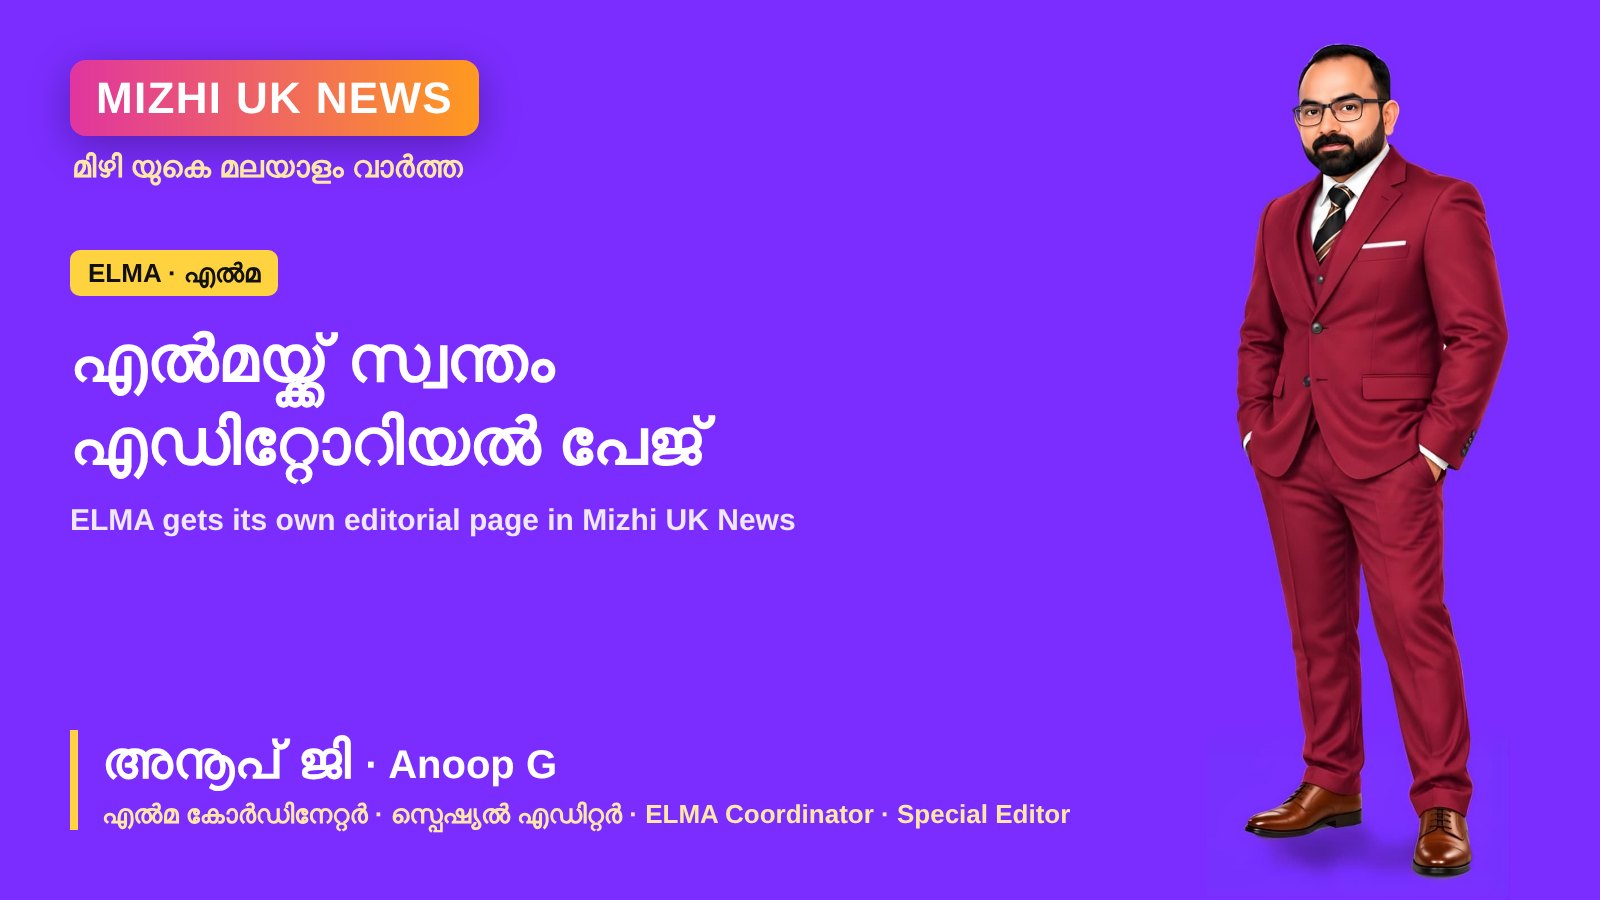 MIZHI UK NEWS
മിഴി യുകെ മലയാളം വാർത്ത
ELMA · എൽമ
എൽമയ്ക്ക് സ്വന്തം
എഡിറ്റോറിയൽ പേജ്
ELMA gets its own editorial page in Mizhi UK News
അനൂപ് ജി · Anoop G
എൽമ കോർഡിനേറ്റർ · സ്പെഷ്യൽ എഡിറ്റർ · ELMA Coordinator · Special Editor